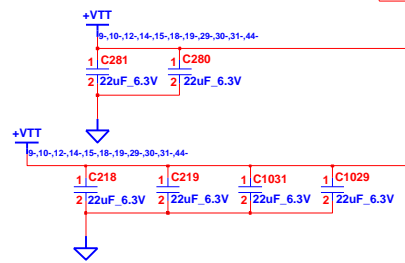 +VTT
9-,10-,12-,14-,15-,18-,19-,29-,30-,31-,44-
1 C281 1 C280
2 22uF_6.3V 2 22uF_6.3V
+VTT
9-,10-,12-,14-,15-,18-,19-,29-,30-,31-,44-
1 C218 1 C219 1 C1031 1 C1029
2 22uF_6.3V 2 22uF_6.3V 2 22uF_6.3V 2 22uF_6.3V